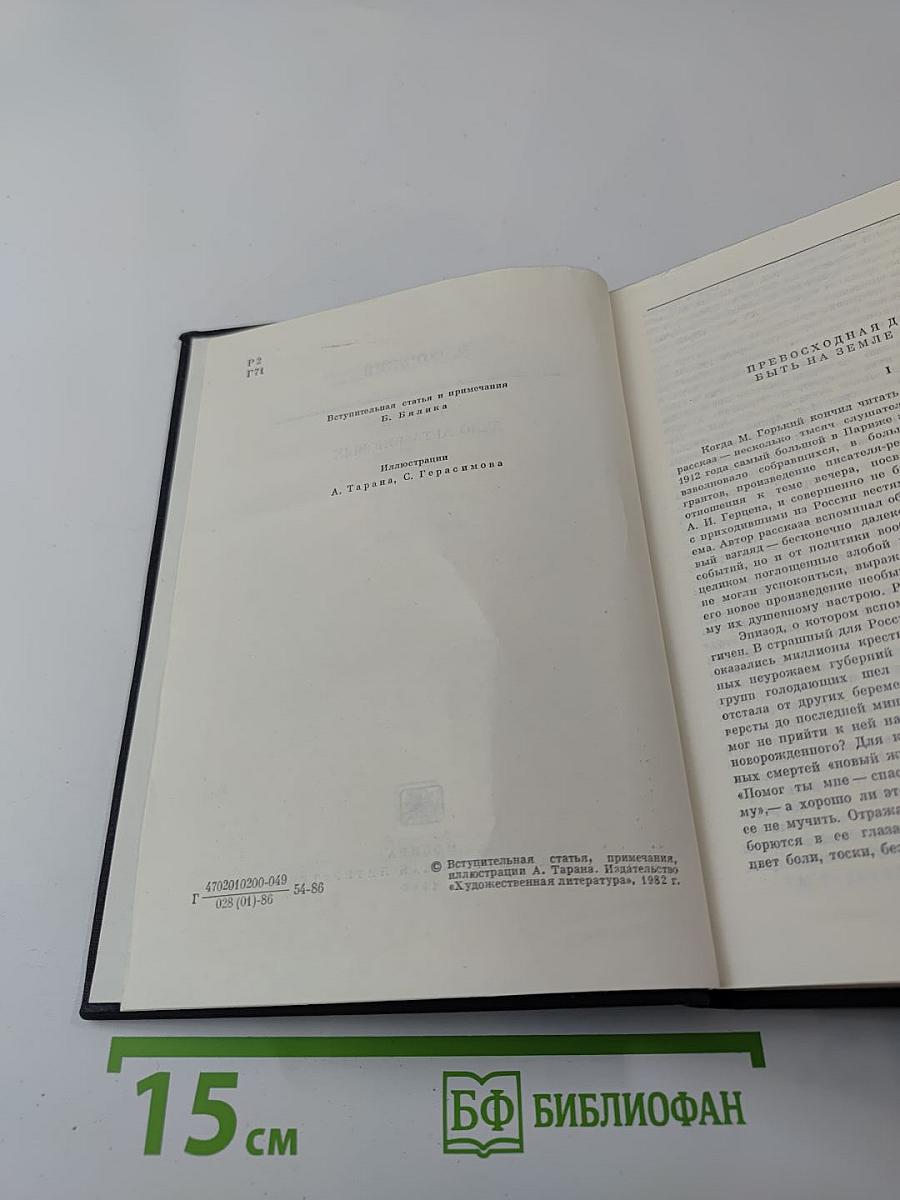 Р2
Г71
Вступительная статья и примечания
Б. Бялика
Иллюстрации
А. Тарана, С. Герасимова
Г 4702010200-049 54-86
028 (01)-86
© Вступительная статья, примечания,
иллюстрации А. Тарана. Издательство
«Художественная литература», 1982 г.
ПРЕВОСХОДНАЯ
БЫТЬ НА ЗЕМЛЕ
I
Когда М. Горький кончил читать
рассказ — несколько тысяч слушател
1912 года самый большой в Париже
взволновало собравшихся, в боль
грантов, произведение писателя-ре
отношения к теме вечера, посв
А. И. Герцена, и совершенно не б
с приходившими из России вестям
ема. Автор рассказа вспоминал об
вый взгляд — бесконечно далек
событий, но и от политики вооб
целиком поглощенные злобой
не могли успокоиться, выраж
его новое произведение необы
му их душевному настрою. Р
Эпизод, о котором вспом
гичен. В страшный для Росс
оказались миллионы крестья
ных неурожаем губерний
групп голодающих шел
отстала от других береме
версты до последней мин
мог не прийти к ней на
новорожденного? Для к
ных смертей «новый ж
«Помог ты мне — спас
му»,— а хорошо ли эт
ее не мучить. Отража
борются в ее глаза
цвет боли, тоски, без
15 см
БФ БИБЛИОФАН